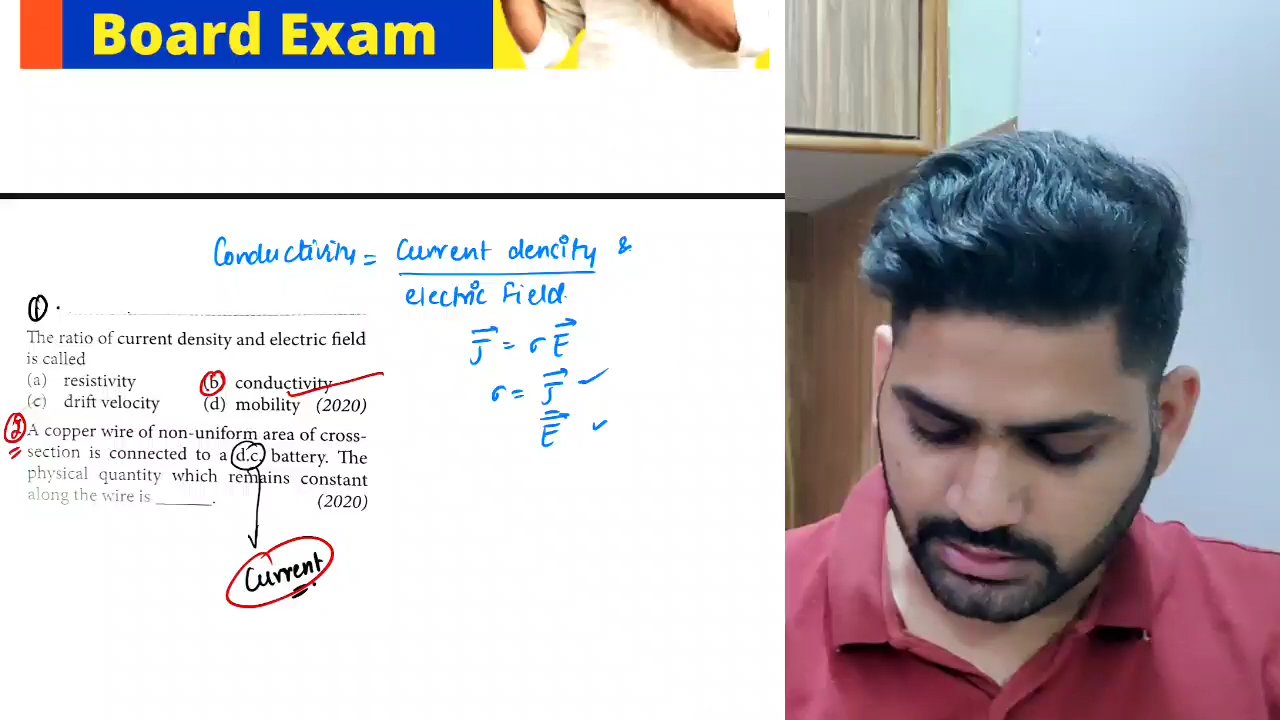 Board Exam
Conductivity = Current dencity &
electric field.
① .
J = σ E
σ = J
E
The ratio of current density and electric field
is called
(a) resistivity (b) conductivity
(c) drift velocity (d) mobility (2020)
② A copper wire of non-uniform area of cross-
section is connected to a d.c. battery. The
physical quantity which remains constant
along the wire is ______. (2020)
Current